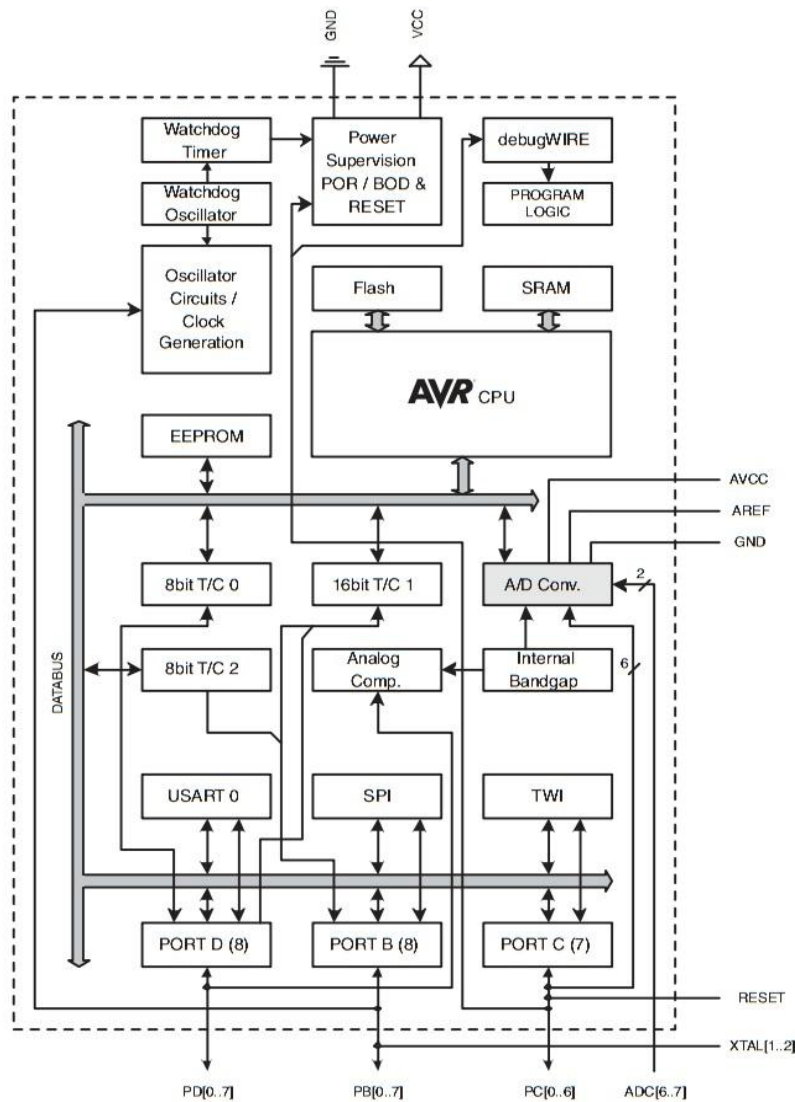 GND
VCC
Watchdog
Timer
Power
Supervision
POR / BOD &
RESET
debugWIRE
Watchdog
Oscillator
PROGRAM
LOGIC
Oscillator
Circuits /
Clock
Generation
Flash
SRAM
AVR CPU
EEPROM
AVCC
AREF
GND
8bit T/C 0
16bit T/C 1
A/D Conv.
2
DATABUS
8bit T/C 2
Analog
Comp.
Internal
Bandgap
6
USART 0
SPI
TWI
PORT D (8)
PORT B (8)
PORT C (7)
RESET
XTAL[1..2]
PD[0..7]
PB[0..7]
PC[0..6]
ADC[6..7]